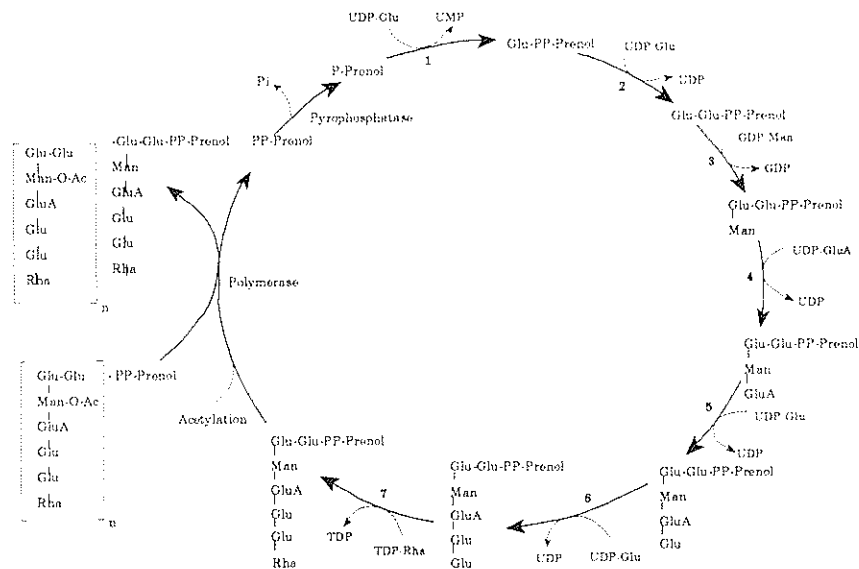 UDP-Glu
UMP
1
Glu-PP-Prenol
UDP-Glu
UDP
2
Glu-Glu-PP-Prenol
GDP-Man
GDP
3
Glu-Glu-PP-Prenol
Man
UDP-GluA
4
UDP
Glu-Glu-PP-Prenol
Man
GluA
5
UDP-Glu
UDP
Glu-Glu-PP-Prenol
Man
GluA
Glu
6
UDP
UDP-Glu
Glu-Glu-PP-Prenol
Man
GluA
Glu
Glu
7
TDP
TDP-Rha
Glu-Glu-PP-Prenol
Man
GluA
Glu
Glu
Rha
Acetylation
Polymerase
PP-Prenol
Pyrophosphatase
Pi
P-Prenol
Glu-Glu
Man-O-Ac
GluA
Glu
Glu
Rha
n
-Glu-Glu-PP-Prenol
Man
GluA
Glu
Glu
Rha
Glu-Glu
Man-O-Ac
GluA
Glu
Glu
Rha
n
-PP-Prenol